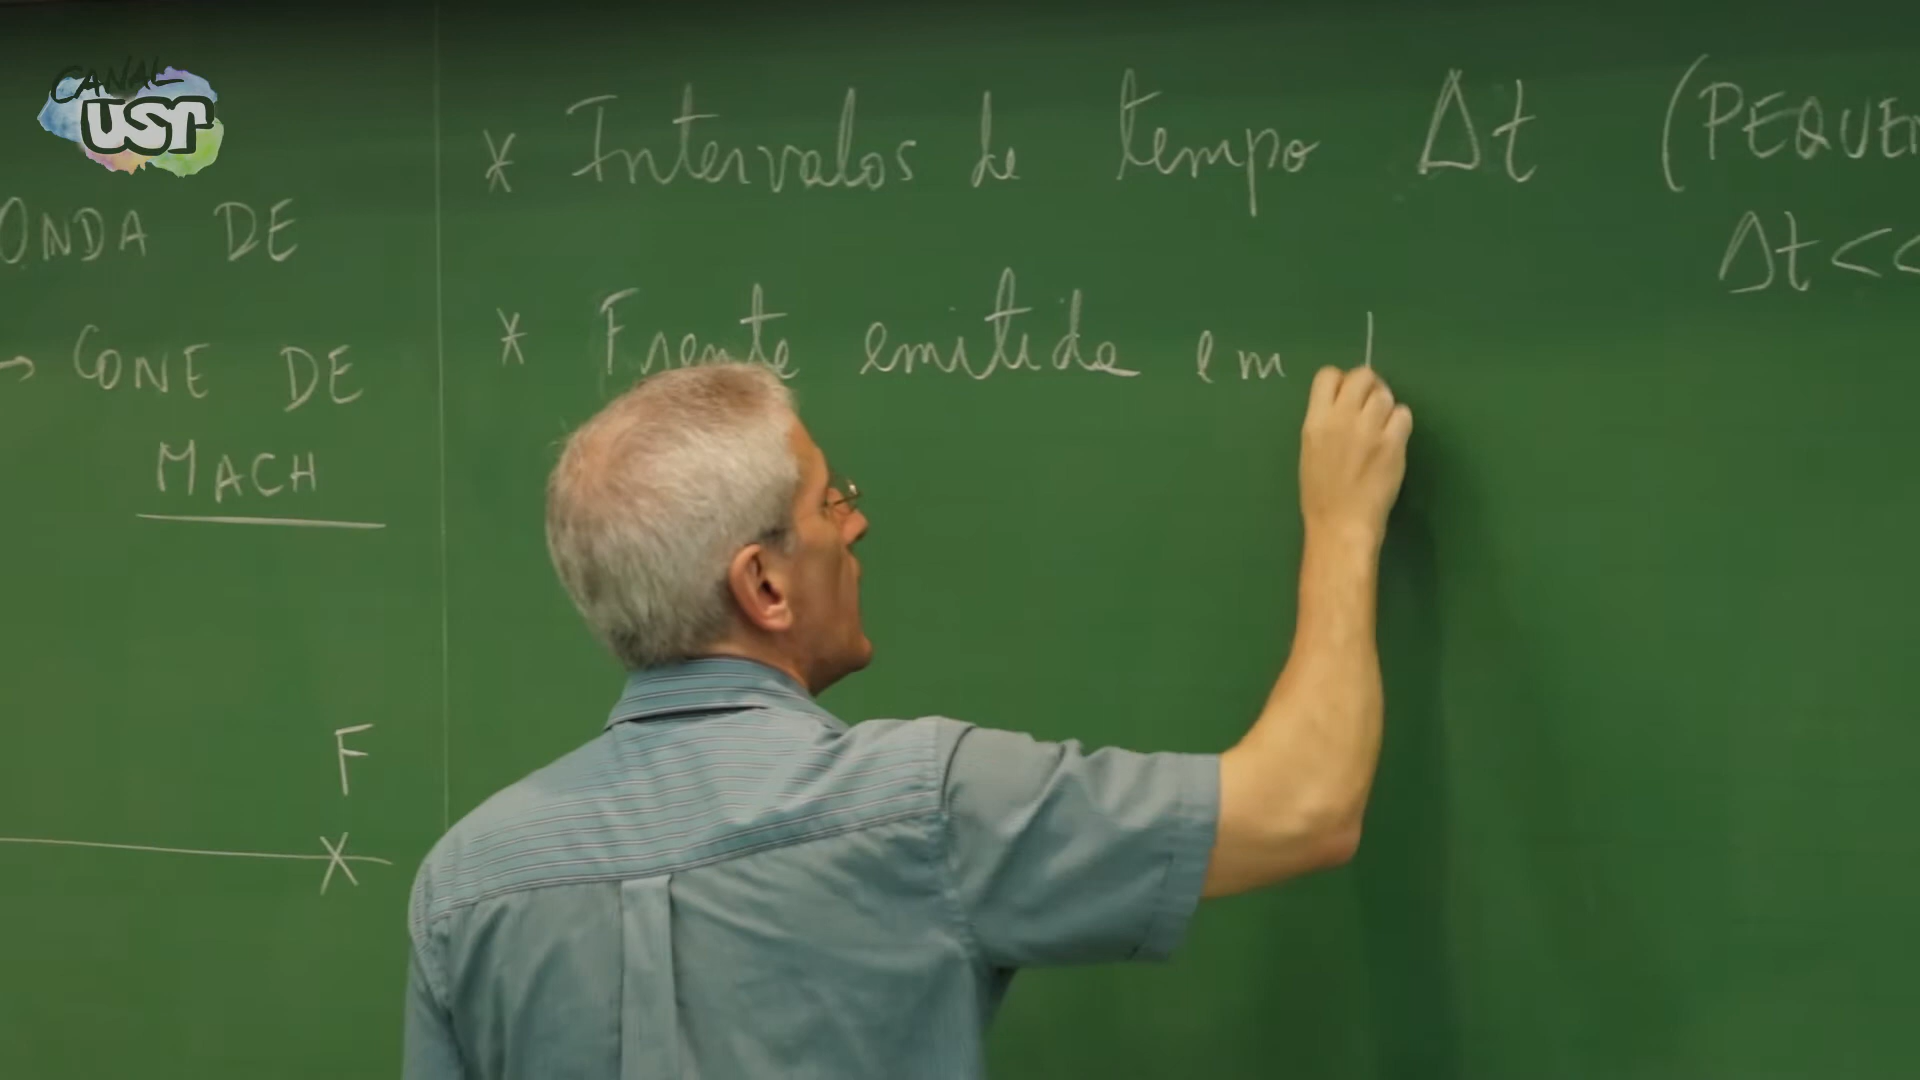 CANAL
USP
ONDA DE
→ CONE DE
MACH
F
X
* Intervalos de tempo Δt (PEQUEN
Δt <<
* Frente emitida em